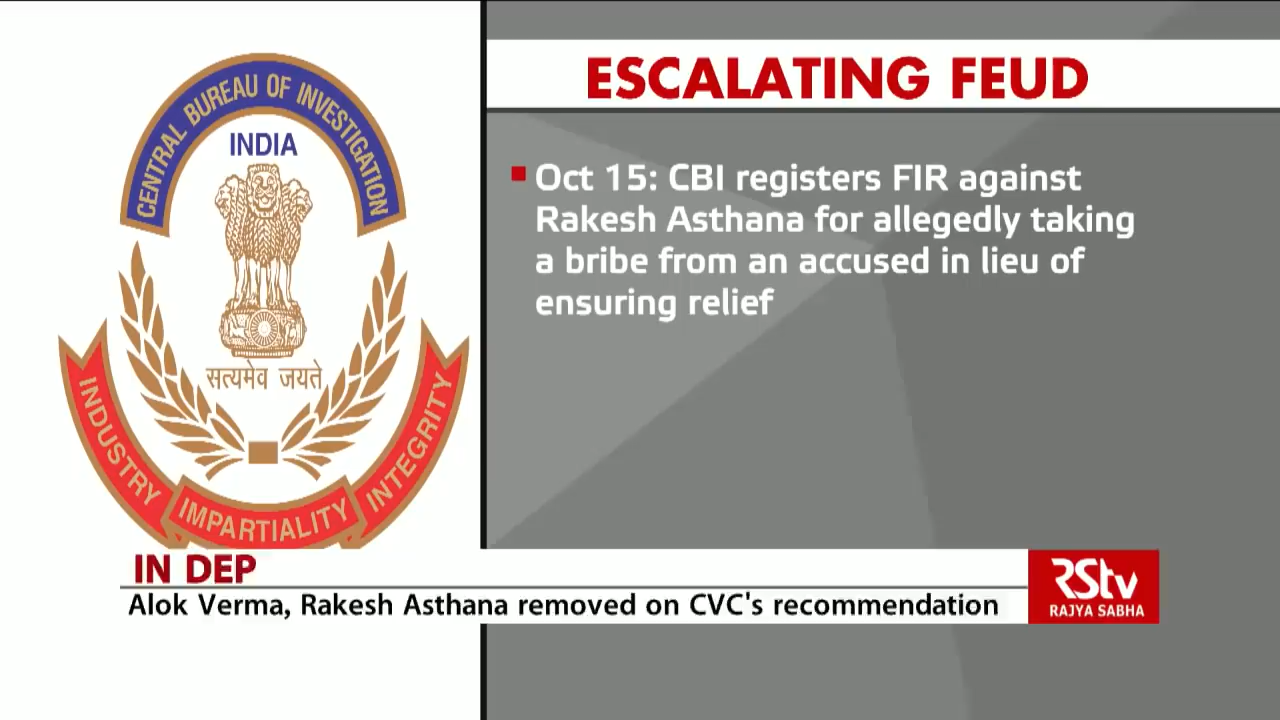 CENTRAL BUREAU OF INVESTIGATION
INDIA
सत्यमेव जयते
INDUSTRY
IMPARTIALITY
INTEGRITY
ESCALATING FEUD
Oct 15: CBI registers FIR against
Rakesh Asthana for allegedly taking
a bribe from an accused in lieu of
ensuring relief
IN DEP
Alok Verma, Rakesh Asthana removed on CVC's recommendation
RStv
RAJYA SABHA